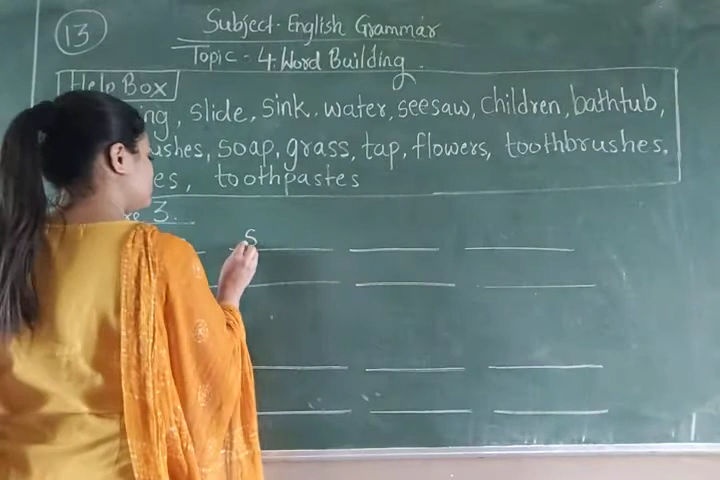 13
Subject - English Grammar
Topic - 4. Word Building.
Help Box
slide, sink, water, seesaw, children, bathtub,
soap, grass, tap, flowers, toothbrushes,
toothpastes
3.
S